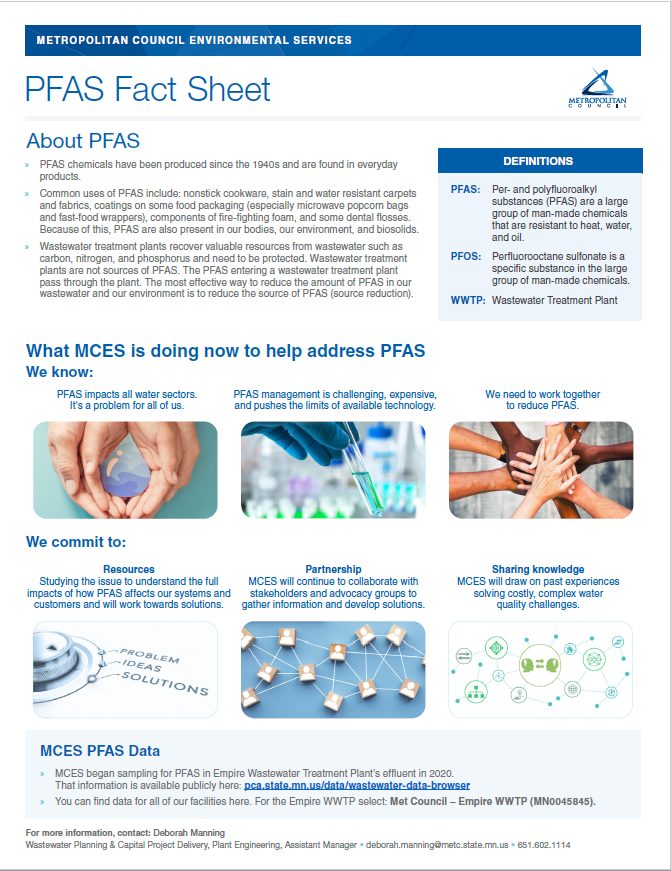 METROPOLITAN COUNCIL ENVIRONMENTAL SERVICES
PFAS Fact Sheet
METROPOLITAN
COUNCIL
About PFAS
» PFAS chemicals have been produced since the 1940s and are found in everyday
products.
» Common uses of PFAS include: nonstick cookware, stain and water resistant carpets
and fabrics, coatings on some food packaging (especially microwave popcorn bags
and fast-food wrappers), components of fire-fighting foam, and some dental flosses.
Because of this, PFAS are also present in our bodies, our environment, and biosolids.
» Wastewater treatment plants recover valuable resources from wastewater such as
carbon, nitrogen, and phosphorus and need to be protected. Wastewater treatment
plants are not sources of PFAS. The PFAS entering a wastewater treatment plant
pass through the plant. The most effective way to reduce the amount of PFAS in our
wastewater and our environment is to reduce the source of PFAS (source reduction).
DEFINITIONS
PFAS: Per- and polyfluoroalkyl
substances (PFAS) are a large
group of man-made chemicals
that are resistant to heat, water,
and oil.
PFOS: Perfluorooctane sulfonate is a
specific substance in the large
group of man-made chemicals.
WWTP: Wastewater Treatment Plant
What MCES is doing now to help address PFAS
We know:
PFAS impacts all water sectors.
It's a problem for all of us.
PFAS management is challenging, expensive,
and pushes the limits of available technology.
We need to work together
to reduce PFAS.
We commit to:
Resources
Studying the issue to understand the full
impacts of how PFAS affects our systems and
customers and will work towards solutions.
Partnership
MCES will continue to collaborate with
stakeholders and advocacy groups to
gather information and develop solutions.
Sharing knowledge
MCES will draw on past experiences
solving costly, complex water
quality challenges.
PROBLEM
IDEAS
SOLUTIONS
MCES PFAS Data
» MCES began sampling for PFAS in Empire Wastewater Treatment Plant's effluent in 2020.
That information is available publicly here: pca.state.mn.us/data/wastewater-data-browser
» You can find data for all of our facilities here. For the Empire WWTP select: Met Council – Empire WWTP (MN0045845).
For more information, contact: Deborah Manning
Wastewater Planning & Capital Project Delivery, Plant Engineering, Assistant Manager • deborah.manning@metc.state.mn.us • 651.602.1114